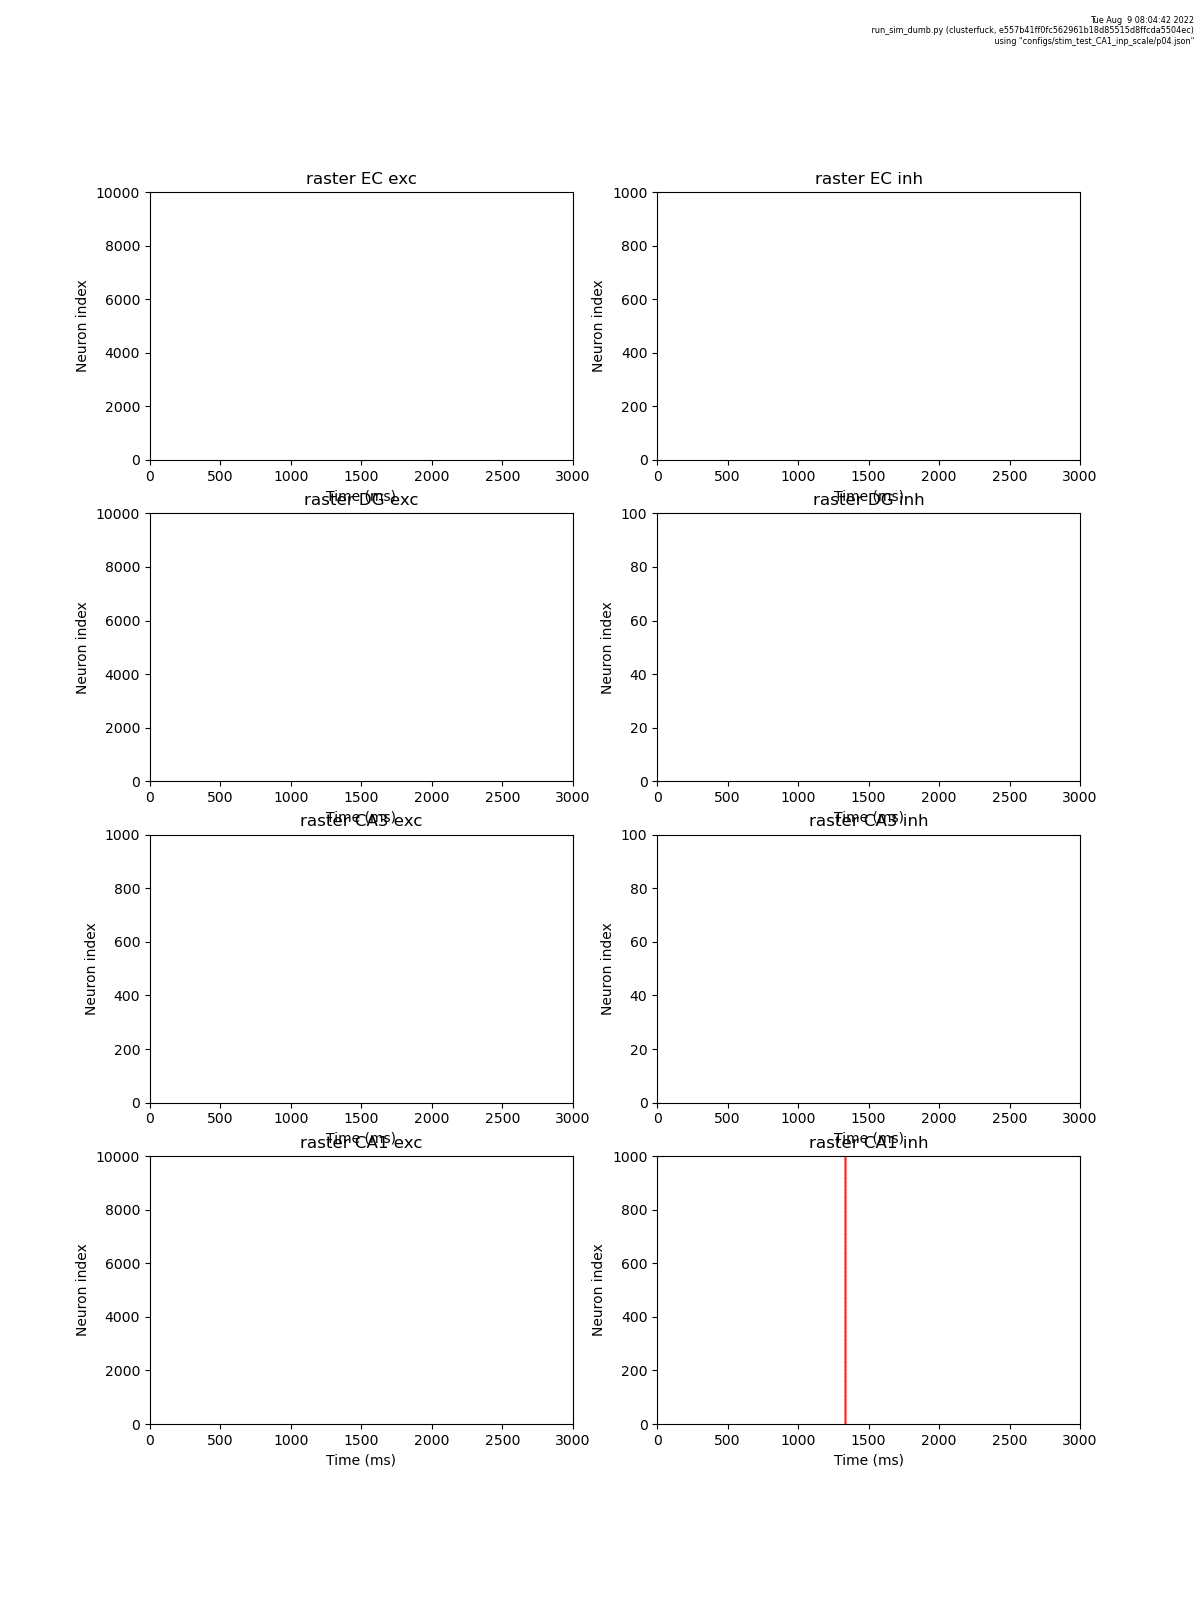 Tue Aug  9 08:04:42 2022
run_sim_dumb.py (clusterfuck, e557b41ff0fc562961b18d85515d8ffcda5504ec)
using "configs/stim_test_CA1_inp_scale/p04.json"
raster EC exc
10000
8000
6000
4000
2000
0
Neuron index
0 500 1000 1500 2000 2500 3000
Time (ms)
raster EC inh
1000
800
600
400
200
0
Neuron index
0 500 1000 1500 2000 2500 3000
Time (ms)
raster DG exc
10000
8000
6000
4000
2000
0
Neuron index
0 500 1000 1500 2000 2500 3000
Time (ms)
raster DG inh
100
80
60
40
20
0
Neuron index
0 500 1000 1500 2000 2500 3000
Time (ms)
raster CA3 exc
1000
800
600
400
200
0
Neuron index
0 500 1000 1500 2000 2500 3000
Time (ms)
raster CA3 inh
100
80
60
40
20
0
Neuron index
0 500 1000 1500 2000 2500 3000
Time (ms)
raster CA1 exc
10000
8000
6000
4000
2000
0
Neuron index
0 500 1000 1500 2000 2500 3000
Time (ms)
raster CA1 inh
1000
800
600
400
200
0
Neuron index
0 500 1000 1500 2000 2500 3000
Time (ms)